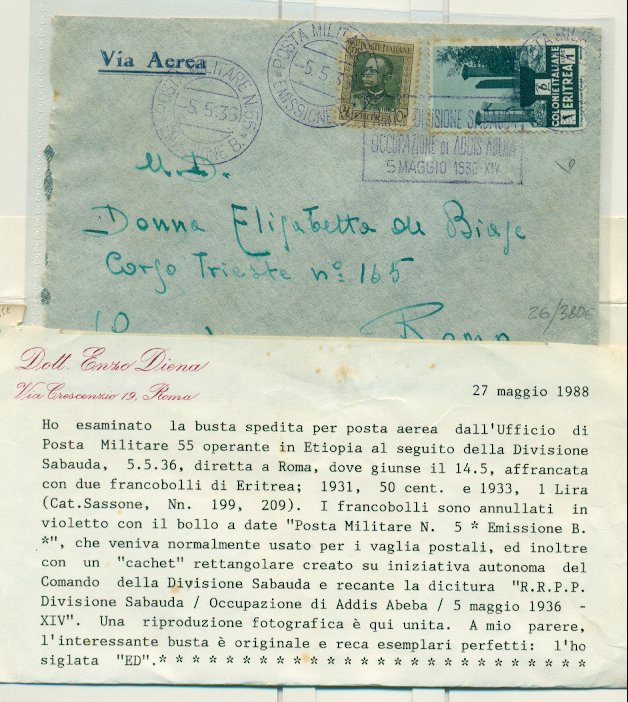 Via Aerea
POSTA MILITARE N. 55
-5.5.36
EMISSIONE B.
POSTA MILIT
-5.5.3
EMISSIONE
POSTE ITALIANE
ERITREA
COLONIE ITALIANE
ERITREA
DIVISIONE SABAUDA
OCCUPAZIONE di ADDIS ABEBA
5 MAGGIO 1936-XIV
N.D.
Donna Elisabetta de Biase
Corso Trieste n° 165
Roma
26/380€
Dott. Enzo Diena
Via Crescenzio 19, Roma
27 maggio 1988
Ho esaminato la busta spedita per posta aerea dall'Ufficio di
Posta Militare 55 operante in Etiopia al seguito della Divisione
Sabauda, 5.5.36, diretta a Roma, dove giunse il 14.5, affrancata
con due francobolli di Eritrea; 1931, 50 cent. e 1933, 1 Lira
(Cat.Sassone, Nn. 199, 209). I francobolli sono annullati in
violetto con il bollo a date "Posta Militare N. 5 * Emissione B.
*", che veniva normalmente usato per i vaglia postali, ed inoltre
con un "cachet" rettangolare creato su iniziativa autonoma del
Comando della Divisione Sabauda e recante la dicitura "R.R.P.P.
Divisione Sabauda / Occupazione di Addis Abeba / 5 maggio 1936 -
XIV". Una riproduzione fotografica è qui unita. A mio parere,
l'interessante busta è originale e reca esemplari perfetti: l'ho
siglata "ED".* * * * * * * * * * * * * * * * * * * * * * * * * * *